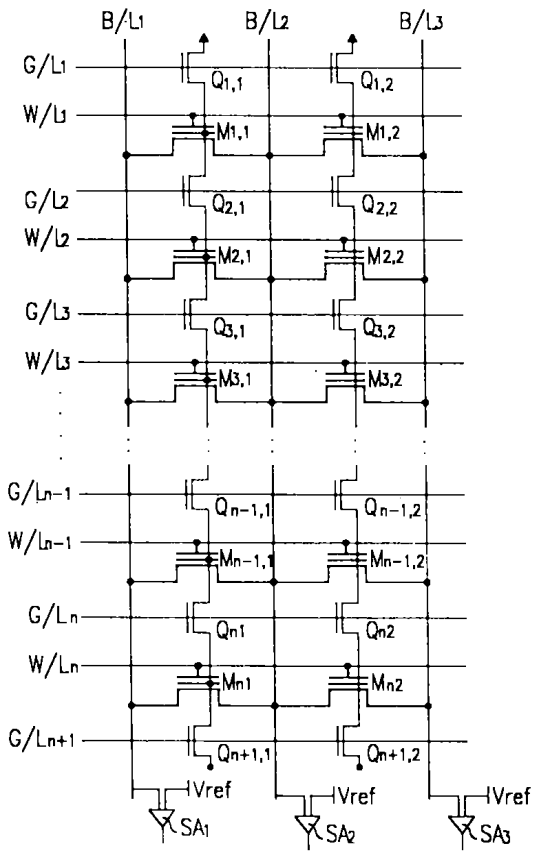 B/L1 B/L2 B/L3
G/L1 Q1,1 Q1,2
W/L1 M1,1 M1,2
G/L2 Q2,1 Q2,2
W/L2 M2,1 M2,2
G/L3 Q3,1 Q3,2
W/L3 M3,1 M3,2
G/Ln-1 Qn-1,1 Qn-1,2
W/Ln-1 Mn-1,1 Mn-1,2
G/Ln Qn1 Qn2
W/Ln Mn1 Mn2
G/Ln+1 Qn+1,1 Qn+1,2
Vref Vref Vref
SA1 SA2 SA3